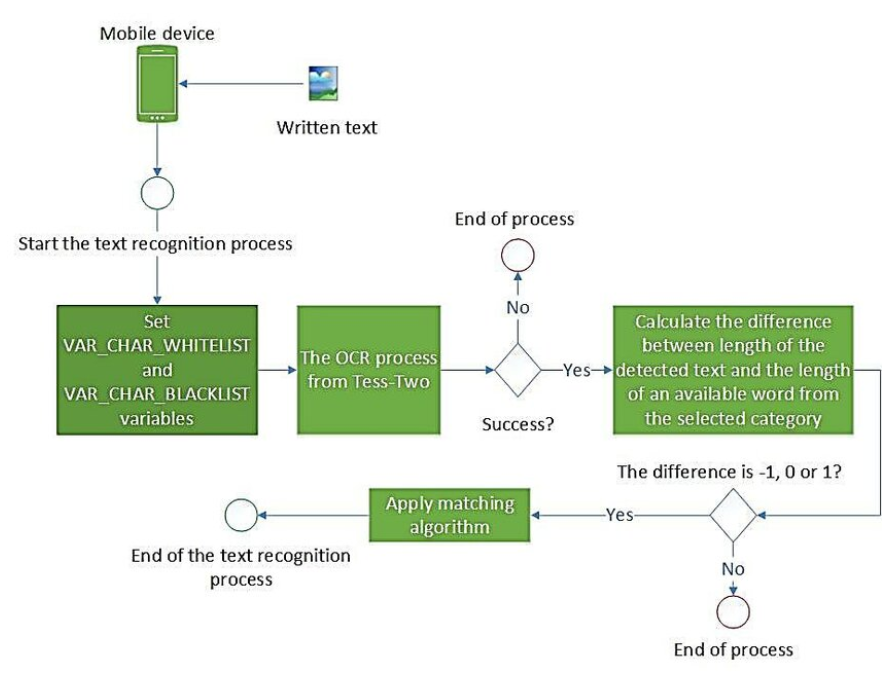 Mobile device
Written text
Start the text recognition process
End of process
Set
VAR_CHAR_WHITELIST
and
VAR_CHAR_BLACKLIST
variables
The OCR process
from Tess-Two
No
Yes
Success?
Calculate the difference
between length of the
detected text and the length
of an available word from
the selected category
The difference is -1, 0 or 1?
Yes
No
End of process
Apply matching
algorithm
End of the text recognition
process